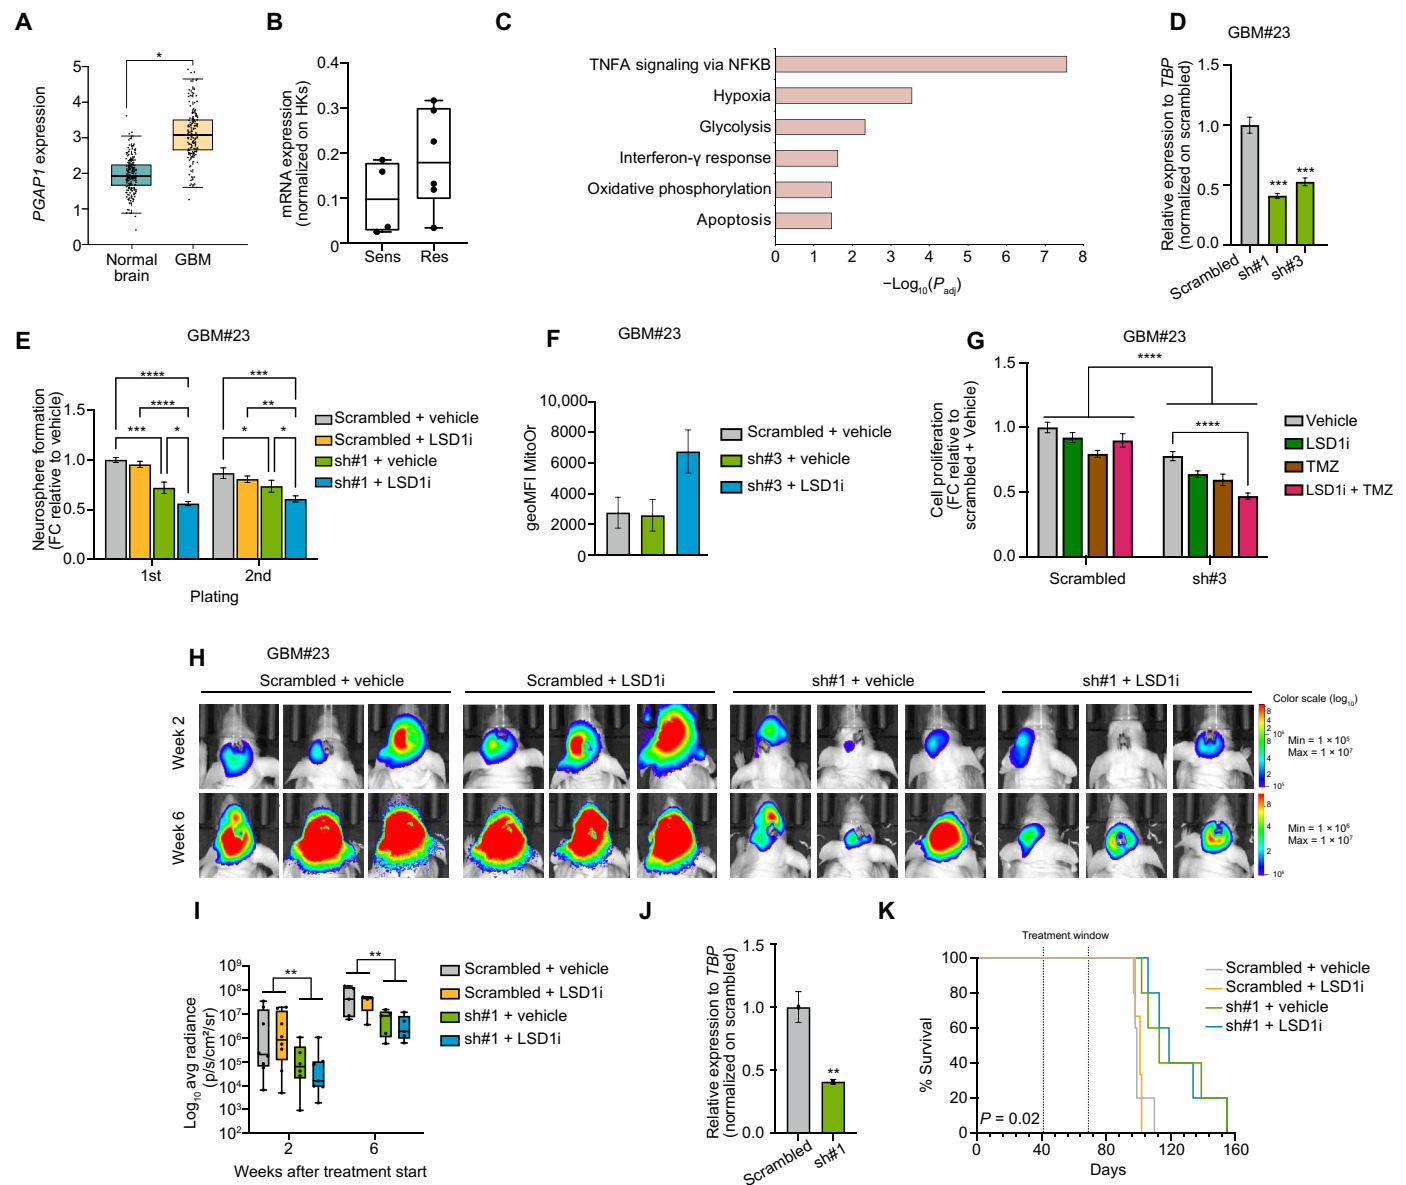 A
PGAP1 expression
5
4
3
2
1
0
*
Normal
brain
GBM
B
mRNA expression
(normalized on HKs)
0.4
0.3
0.2
0.1
0
Sens
Res
C
TNFA signaling via NFKB
Hypoxia
Glycolysis
Interferon-γ response
Oxidative phosphorylation
Apoptosis
0 1 2 3 4 5 6 7 8
−Log10(Padj)
D
GBM#23
Relative expression to TBP
(normalized on scrambled)
1.5
1.0
0.5
0.0
***
***
Scrambled
sh#1
sh#3
E
GBM#23
Neurosphere formation
(FC relative to vehicle)
1.5
1.0
0.5
0.0
****
****
*** *
***
**
* *
1st 2nd
Plating
Scrambled + vehicle
Scrambled + LSD1i
sh#1 + vehicle
sh#1 + LSD1i
F
GBM#23
geoMFI MitoOr
10,000
8000
6000
4000
2000
0
Scrambled + vehicle
sh#3 + vehicle
sh#3 + LSD1i
G
GBM#23
Cell proliferation
(FC relative to
scrambled + Vehicle)
1.5
1.0
0.5
0.0
****
****
Scrambled sh#3
Vehicle
LSD1i
TMZ
LSD1i + TMZ
H
GBM#23
Scrambled + vehicle
Scrambled + LSD1i
sh#1 + vehicle
sh#1 + LSD1i
Week 2
Week 6
Color scale (log10)
8
4
2
10⁶
8
4
2
10⁵
Min = 1 × 10⁵
Max = 1 × 10⁷
8
4
2
10⁶
Min = 1 × 10⁶
Max = 1 × 10⁷
I
Log10 avg radiance
(p/s/cm²/sr)
10⁹
10⁸
10⁷
10⁶
10⁵
10⁴
10³
10²
**
**
2 6
Weeks after treatment start
Scrambled + vehicle
Scrambled + LSD1i
sh#1 + vehicle
sh#1 + LSD1i
J
Relative expression to TBP
(normalized on scrambled)
1.5
1.0
0.5
0.0
**
Scrambled
sh#1
K
Treatment window
% Survival
100
80
60
40
20
0
P = 0.02
0 40 80 120 160
Days
Scrambled + vehicle
Scrambled + LSD1i
sh#1 + vehicle
sh#1 + LSD1i